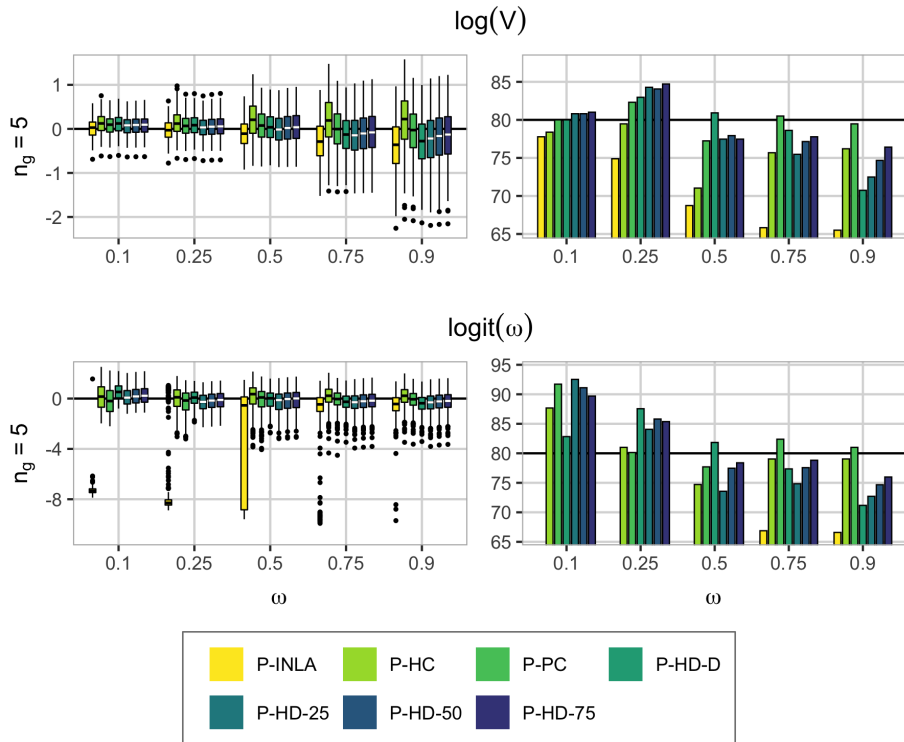 log(V)
n_g = 5
1
0
-1
-2
0.1 0.25 0.5 0.75 0.9
85
80
75
70
65
0.1 0.25 0.5 0.75 0.9
logit(ω)
n_g = 5
0
-4
-8
0.1 0.25 0.5 0.75 0.9
ω
95
90
85
80
75
70
65
0.1 0.25 0.5 0.75 0.9
ω
P-INLA P-HC P-PC P-HD-D
P-HD-25 P-HD-50 P-HD-75